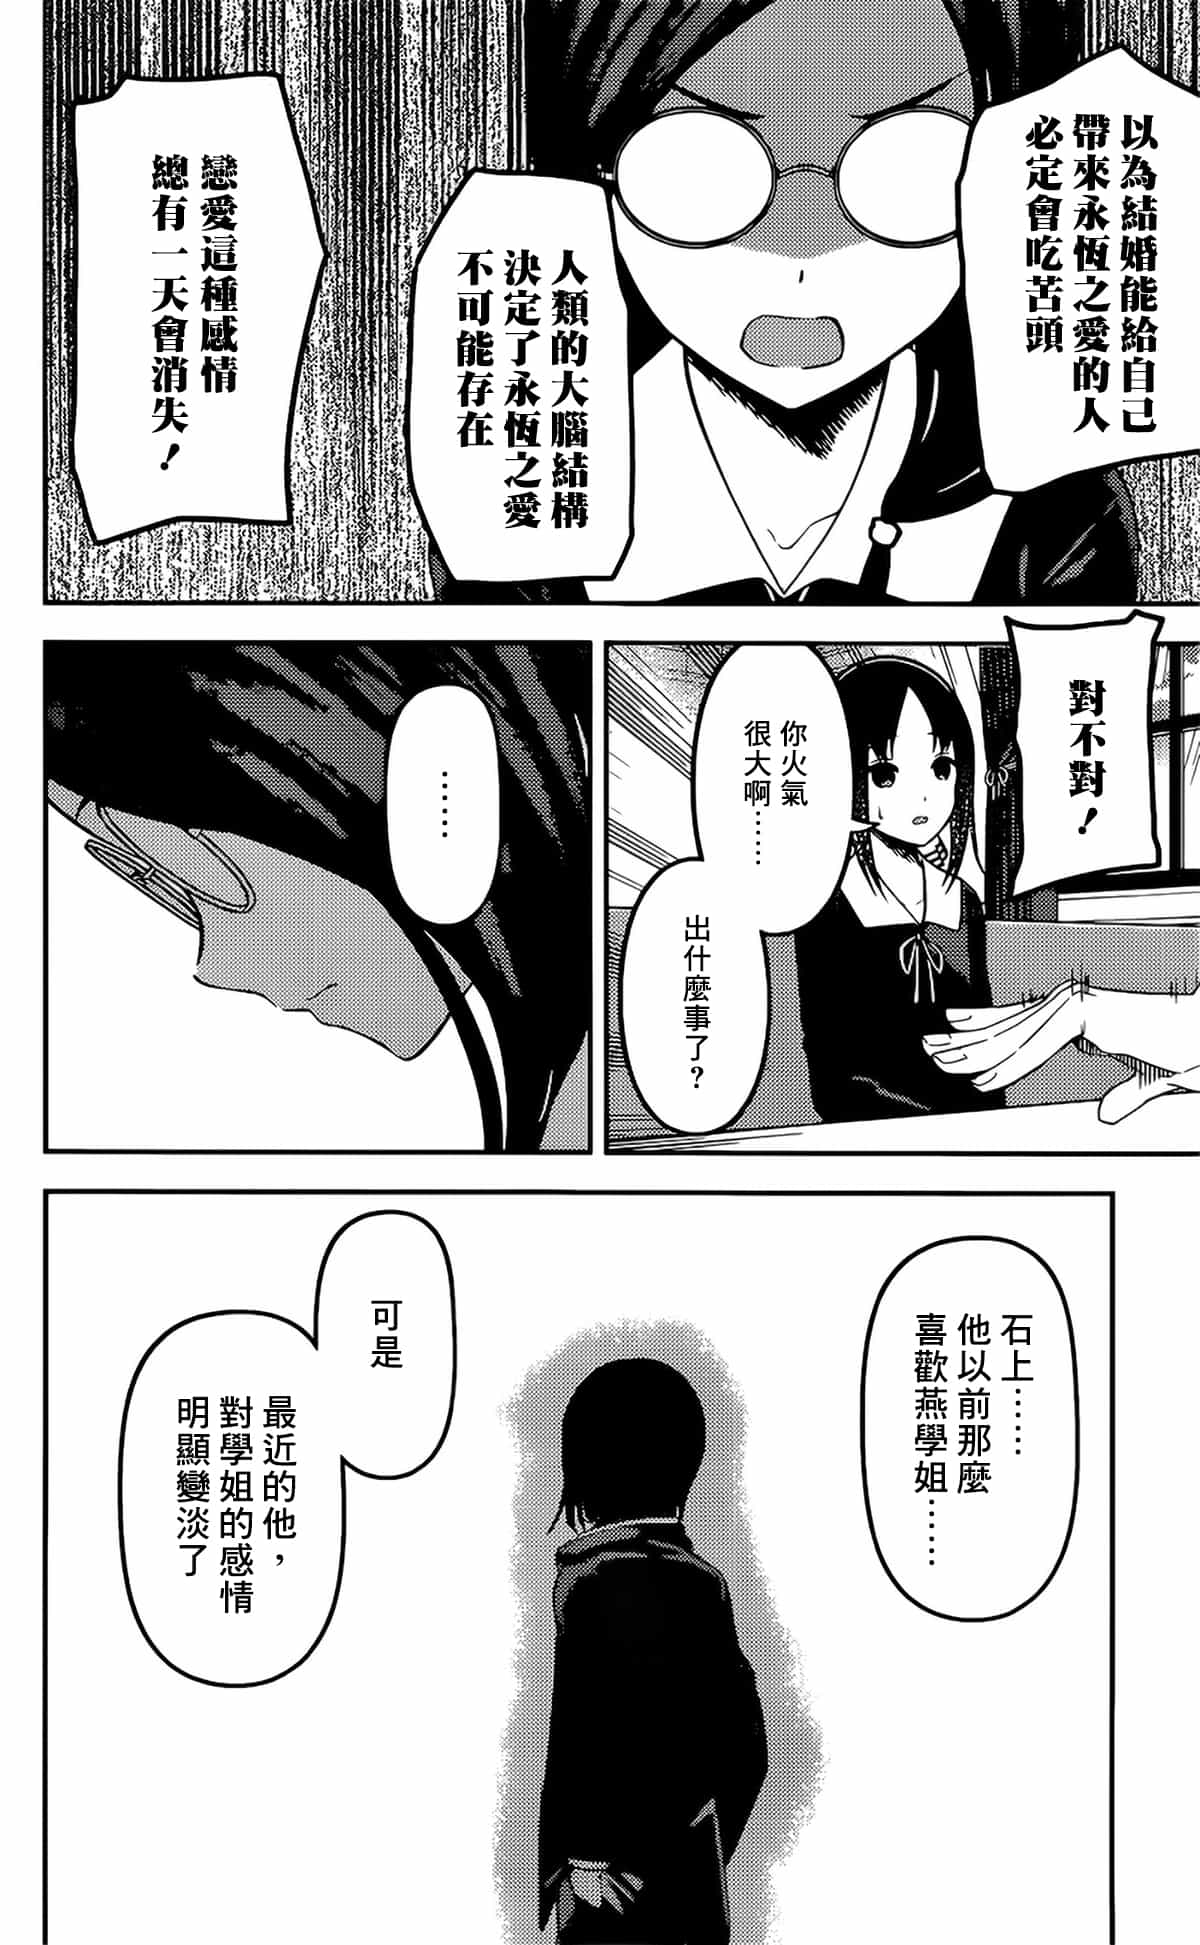 以為結婚能給自己
帶來永恆之愛的人
必定會吃苦頭
人類的大腦結構
決定了永恆之愛
不可能存在
戀愛這種感情
總有一天會消失！
對不對！
你火氣
很大啊……
出什麼事了？
……
石上……
他以前那麼
喜歡燕學姐……
可是
最近的他，
對學姐的感情
明顯變淡了